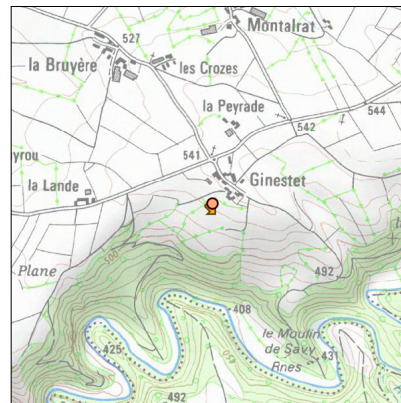 Montalrat
527
la Bruyère
les Crozes
la Peyrade
544
542
yrou
541
la Lande
Ginestet
Plane
500
492
408
le Moulin
de Savy
Rnes
425
450
431
492